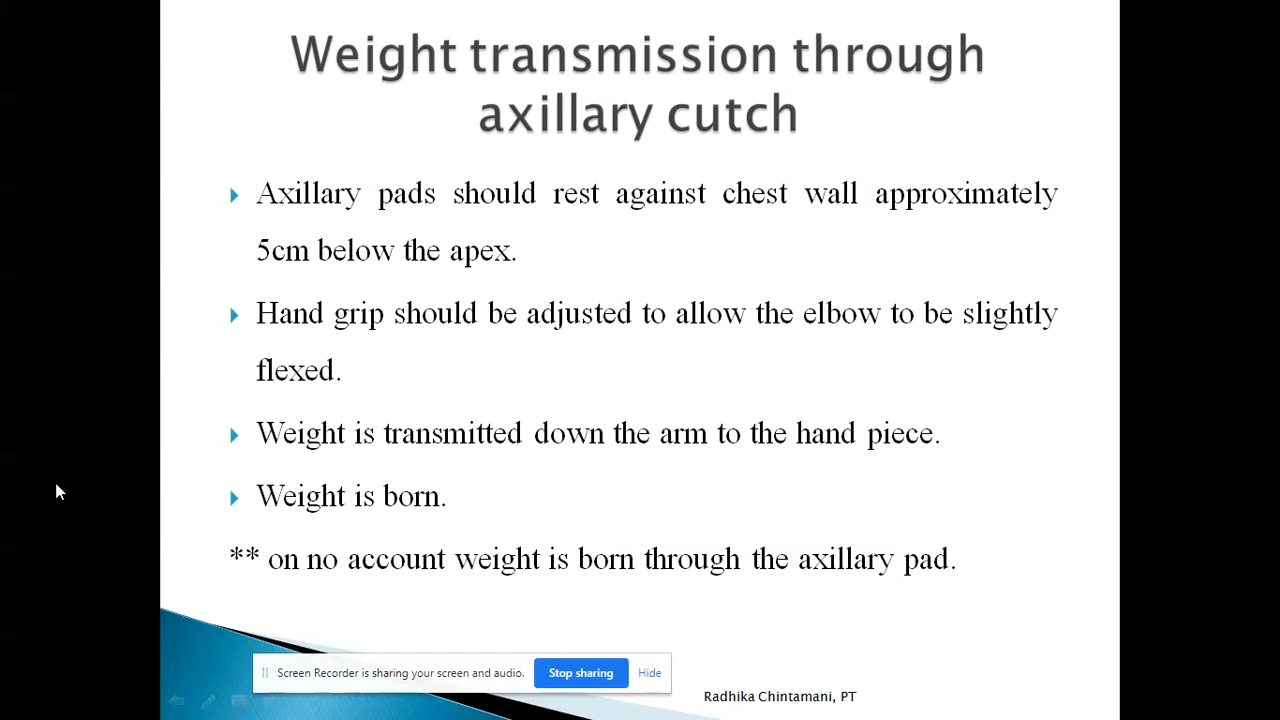 Weight transmission through
axillary cutch
Axillary pads should rest against chest wall approximately
5cm below the apex.
Hand grip should be adjusted to allow the elbow to be slightly
flexed.
Weight is transmitted down the arm to the hand piece.
Weight is born.
** on no account weight is born through the axillary pad.
Screen Recorder is sharing your screen and audio. Stop sharing Hide
Radhika Chintamani, PT